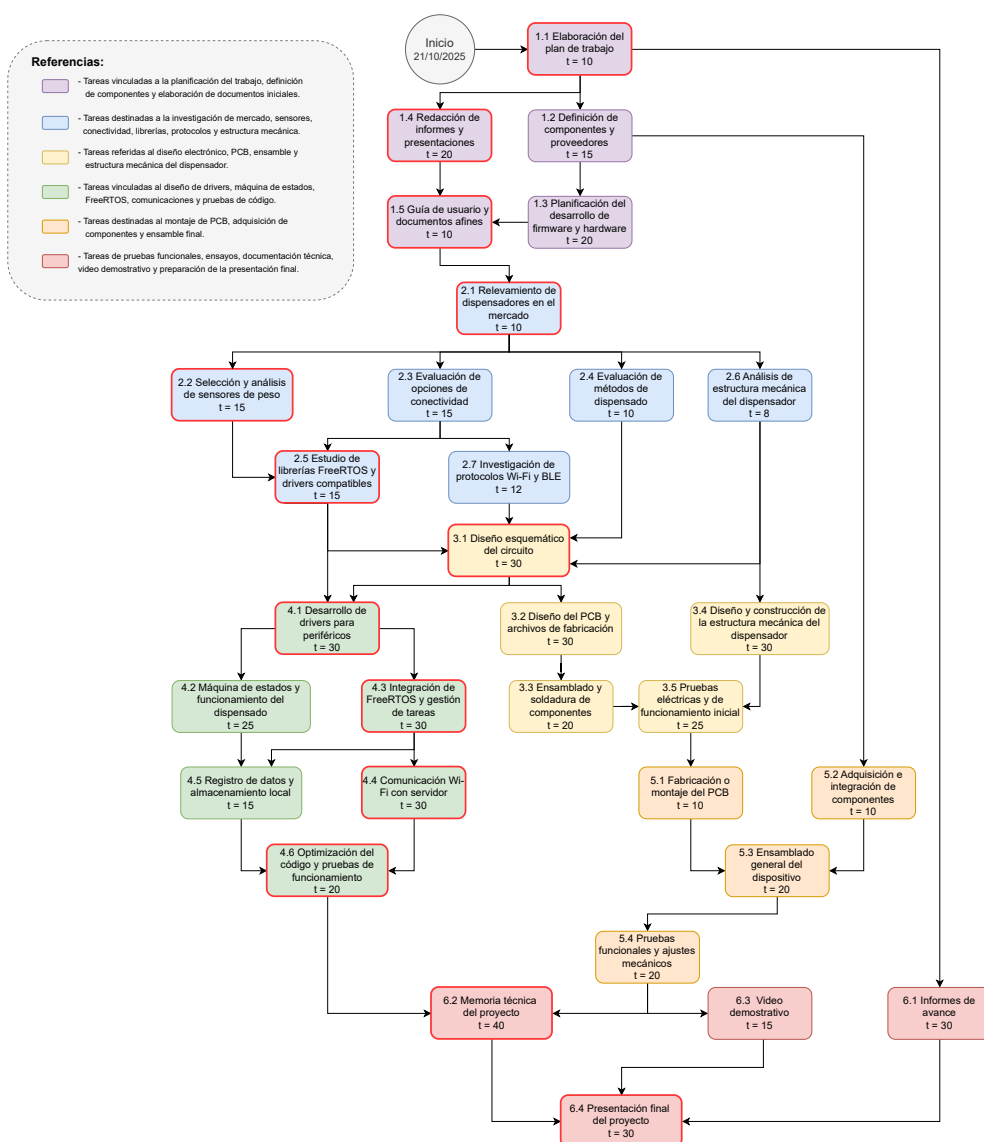 Inicio
21/10/2025
1.1 Elaboración del
plan de trabajo
t = 10
Referencias:
- Tareas vinculadas a la planificación del trabajo, definición
de componentes y elaboración de documentos iniciales.
- Tareas destinadas a la investigación de mercado, sensores,
conectividad, librerías, protocolos y estructura mecánica.
- Tareas referidas al diseño electrónico, PCB, ensamble y
estructura mecánica del dispensador.
- Tareas vinculadas al diseño de drivers, máquina de estados,
FreeRTOS, comunicaciones y pruebas de código.
- Tareas destinadas al montaje de PCB, adquisición de
componentes y ensamble final.
- Tareas de pruebas funcionales, ensayos, documentación técnica,
video demostrativo y preparación de la presentación final.
1.4 Redacción de
informes y
presentaciones
t = 20
1.2 Definición de
componentes y
proveedores
t = 15
1.5 Guía de usuario y
documentos afines
t = 10
1.3 Planificación del
desarrollo de
firmware y hardware
t = 20
2.1 Relevamiento de
dispensadores en el
mercado
t = 10
2.2 Selección y análisis
de sensores de peso
t = 15
2.3 Evaluación de
opciones de
conectividad
t = 15
2.4 Evaluación de
métodos de
dispensado
t = 10
2.6 Análisis de
estructura mecánica
del dispensador
t = 8
2.5 Estudio de
librerías FreeRTOS y
drivers compatibles
t = 15
2.7 Investigación de
protocolos Wi-Fi y BLE
t = 12
3.1 Diseño esquemático
del circuito
t = 30
4.1 Desarrollo de
drivers para
periféricos
t = 30
3.2 Diseño del PCB y
archivos de fabricación
t = 30
3.4 Diseño y construcción de
la estructura mecánica del
dispensador
t = 30
4.2 Máquina de estados y
funcionamiento del
dispensado
t = 25
4.3 Integración de
FreeRTOS y gestión
de tareas
t = 30
3.3 Ensamblado y
soldadura de
componentes
t = 20
3.5 Pruebas
eléctricas y de
funcionamiento inicial
t = 25
4.5 Registro de datos y
almacenamiento local
t = 15
4.4 Comunicación Wi-
Fi con servidor
t = 30
5.1 Fabricación o
montaje del PCB
t = 10
5.2 Adquisición e
integración de
componentes
t = 10
4.6 Optimización del
código y pruebas de
funcionamiento
t = 20
5.3 Ensamblado
general del
dispositivo
t = 20
5.4 Pruebas
funcionales y ajustes
mecánicos
t = 20
6.2 Memoria técnica
del proyecto
t = 40
6.3 Video
demostrativo
t = 15
6.1 Informes de
avance
t = 30
6.4 Presentación final
del proyecto
t = 30